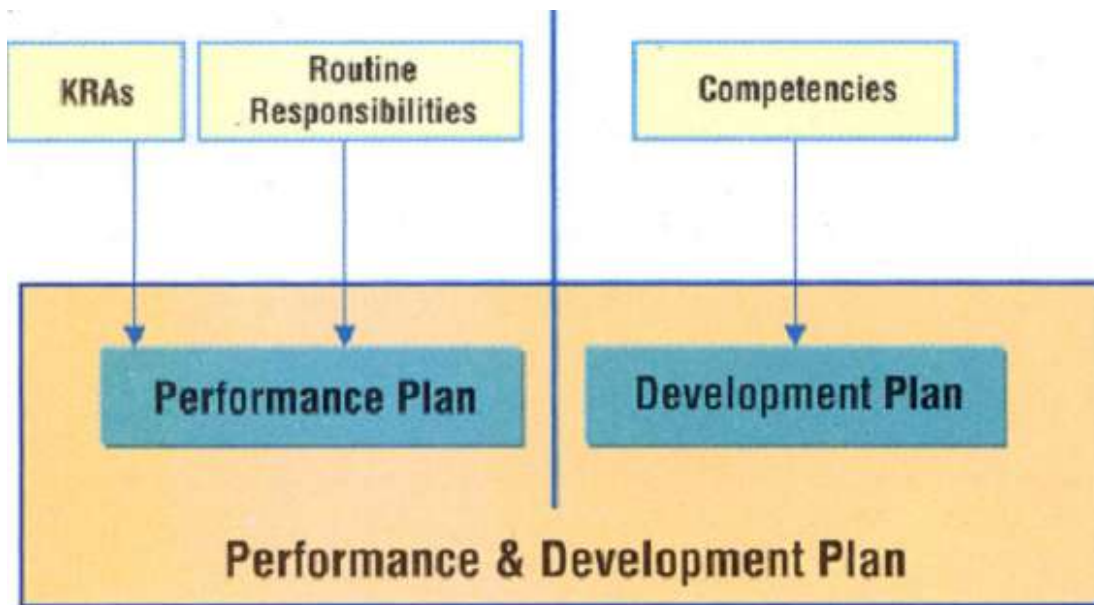 KRAs
Routine
Responsibilities
Competencies
Performance Plan
Development Plan
Performance & Development Plan